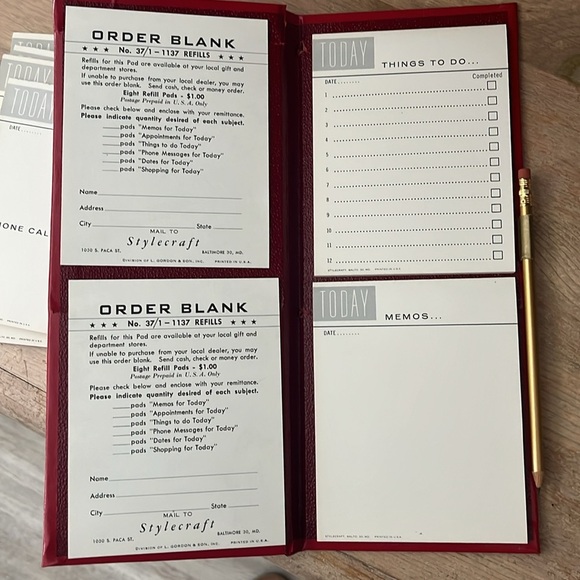 ORDER BLANK
★ ★ ★ No. 37/1 – 1137 REFILLS ★ ★ ★
Refills for this Pad are available at your local gift and
department stores.
If unable to purchase from your local dealer, you may
use this order blank. Send cash, check or money order.
Eight Refill Pads - $1.00
Postage Prepaid in U.S.A. Only
Please check below and enclose with your remittance.
Please indicate quantity desired of each subject.
____pads "Memos for Today"
____pads "Appointments for Today"
____pads "Things to do Today"
____pads "Phone Messages for Today"
____pads "Dates for Today"
____pads "Shopping for Today"
Name
Address
City State
MAIL TO
Stylecraft
1030 S. PACA ST. BALTIMORE 30, MD.
DIVISION OF L. GORDON & SON, INC. PRINTED IN U.S.A.
ORDER BLANK
★ ★ ★ No. 37/1 – 1137 REFILLS ★ ★ ★
Refills for this Pad are available at your local gift and
department stores.
If unable to purchase from your local dealer, you may
use this order blank. Send cash, check or money order.
Eight Refill Pads - $1.00
Postage Prepaid in U.S.A. Only
Please check below and enclose with your remittance.
Please indicate quantity desired of each subject.
____pads "Memos for Today"
____pads "Appointments for Today"
____pads "Things to do Today"
____pads "Phone Messages for Today"
____pads "Dates for Today"
____pads "Shopping for Today"
Name
Address
City State
MAIL TO
Stylecraft
1030 S. PACA ST. BALTIMORE 30, MD.
DIVISION OF L. GORDON & SON, INC. PRINTED IN U.S.A.
TODAY THINGS TO DO...
DATE........ Completed
1
2
3
4
5
6
7
8
9
10
11
12
STYLECRAFT, BALTO. 30, MD. PRINTED IN U.S.A.
TODAY MEMOS...
DATE........
STYLECRAFT, BALTO. 30, MD. PRINTED IN U.S.A.
TODAY
TODAY
TODAY
DATE
ONE CAL